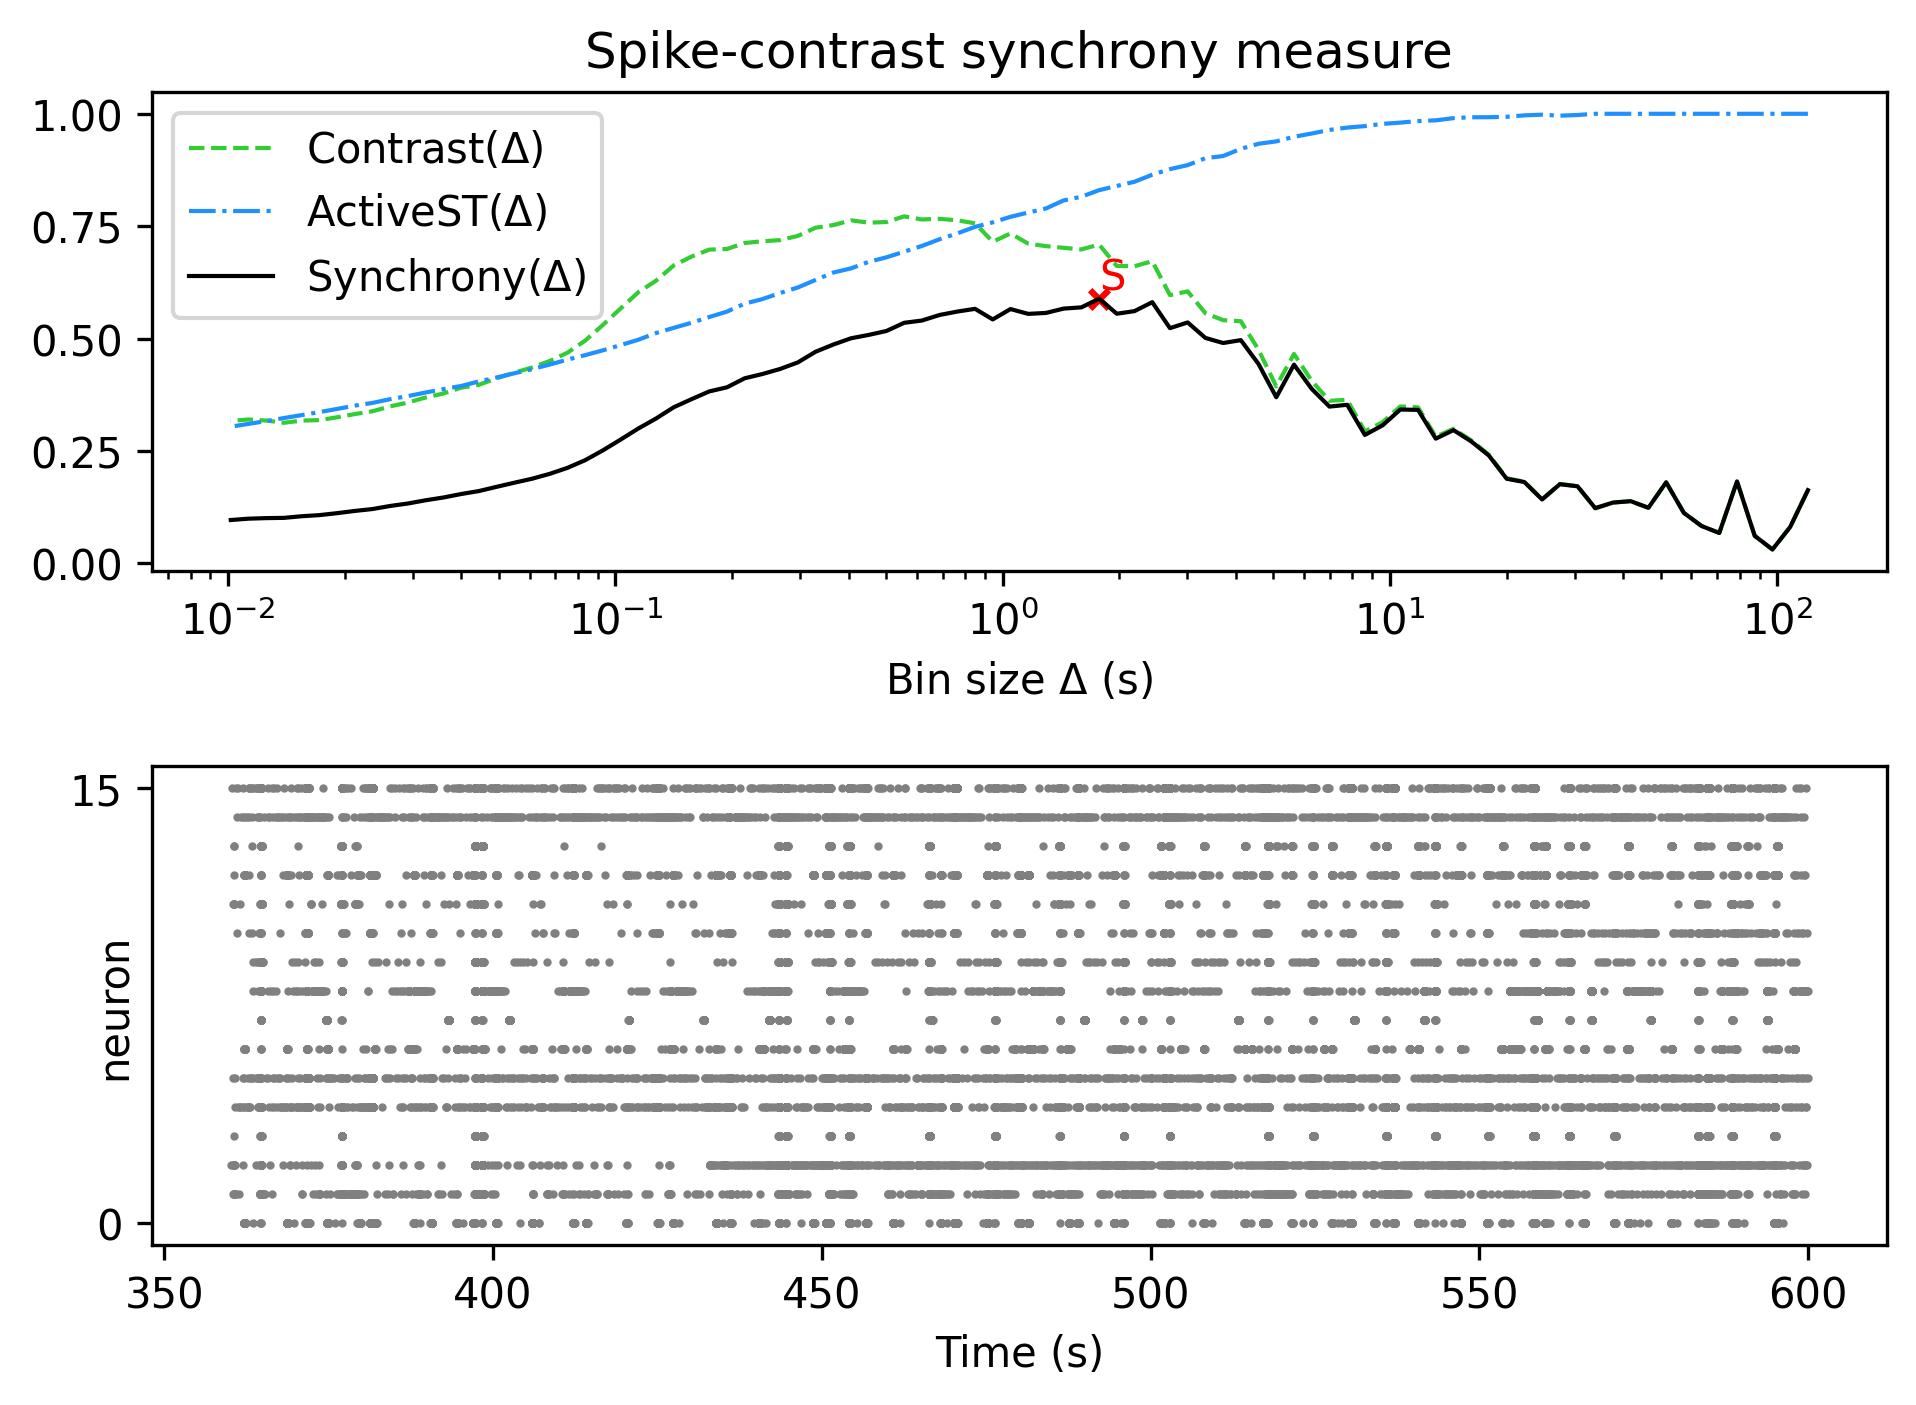 Spike-contrast synchrony measure
1.00
0.75
0.50
0.25
0.00
Contrast(Δ)
ActiveST(Δ)
Synchrony(Δ)
S
10⁻² 10⁻¹ 10⁰ 10¹ 10²
Bin size Δ (s)
neuron
15
0
350 400 450 500 550 600
Time (s)